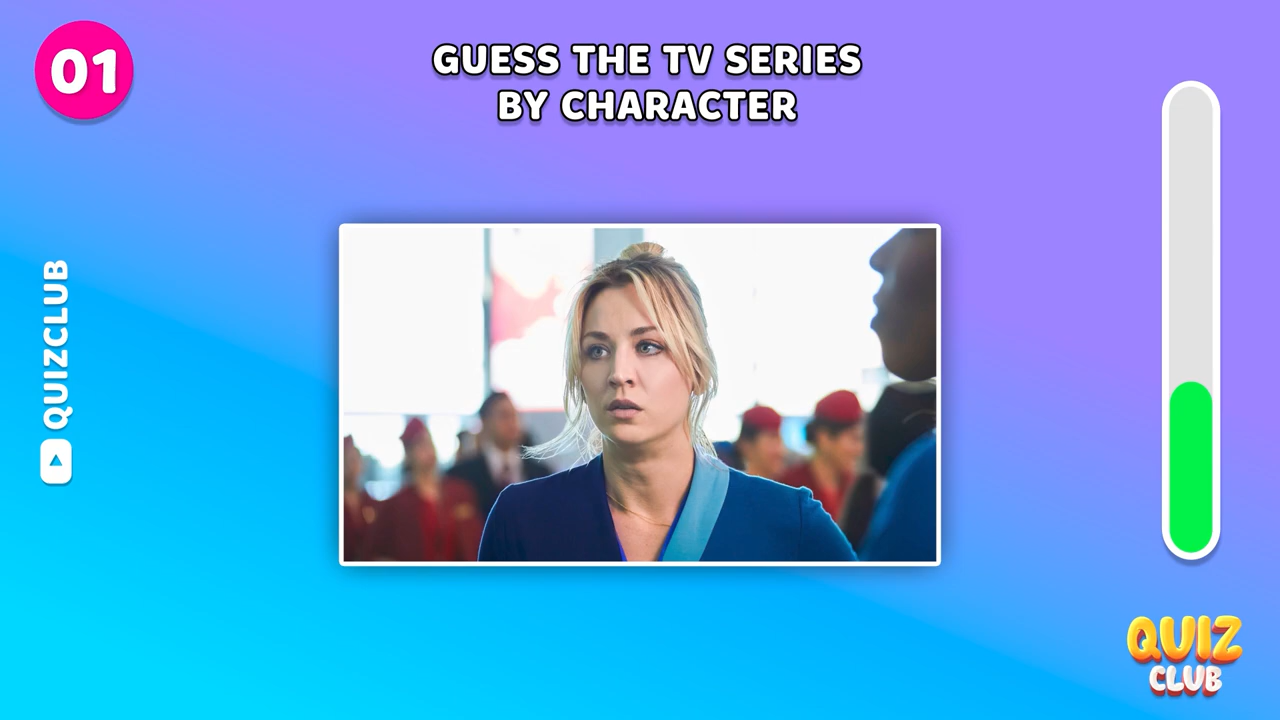 01
GUESS THE TV SERIES
BY CHARACTER
QUIZCLUB
QUIZ
CLUB